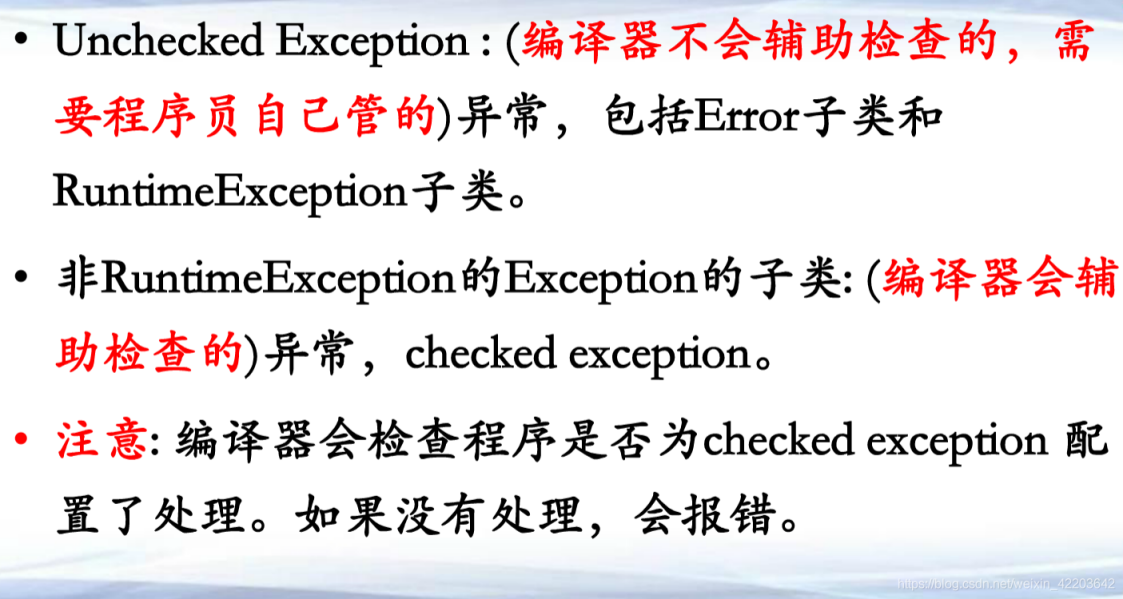 • Unchecked Exception : (编译器不会辅助检查的，需
要程序员自己管的)异常，包括Error子类和
RuntimeException子类。
• 非RuntimeException的Exception的子类: (编译器会辅
助检查的)异常，checked exception。
• 注意: 编译器会检查程序是否为checked exception 配
置了处理。如果没有处理，会报错。
https://blog.csdn.net/weixin_42203642